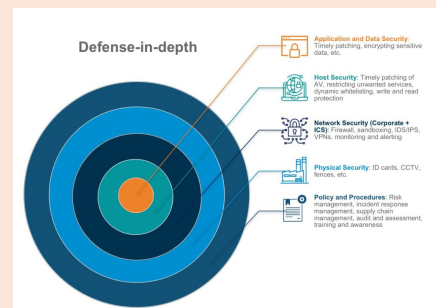 Defense-in-depth
Application and Data Security:
Timely patching, encrypting sensitive
data, etc.
Host Security: Timely patching of
AV, restricting unwanted services,
dynamic whitelisting, write and read
protection
Network Security (Corporate +
ICS): Firewall, sandboxing, IDS/IPS,
VPNs, monitoring and alerting
Physical Security: ID cards, CCTV,
fences, etc.
Policy and Procedures: Risk
management, incident response
management, supply chain
management, audit and assessment,
training and awareness